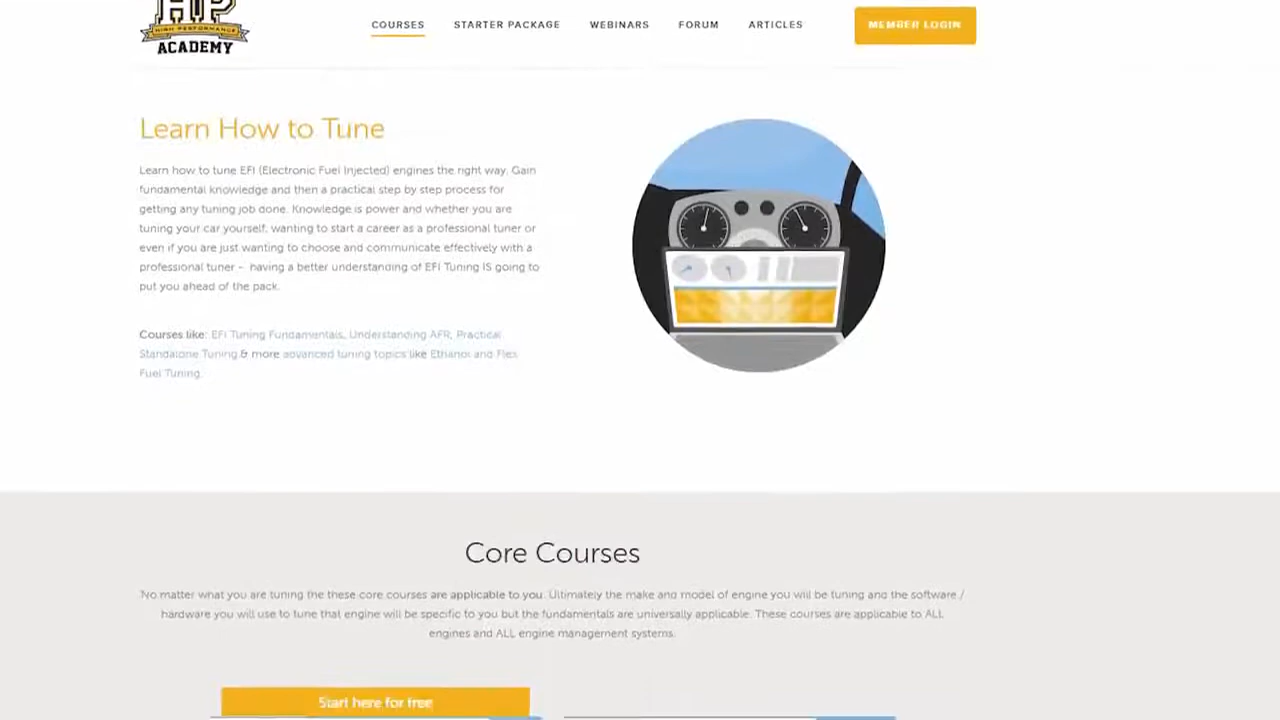 HP
HIGH PERFORMANCE
ACADEMY
COURSES
STARTER PACKAGE
WEBINARS
FORUM
ARTICLES
MEMBER LOGIN
Learn How to Tune
Learn how to tune EFI (Electronic Fuel Injected) engines the right way. Gain
fundamental knowledge and then a practical step by step process for
getting any tuning job done. Knowledge is power and whether you are
tuning your car yourself, wanting to start a career as a professional tuner or
even if you are just wanting to choose and communicate effectively with a
professional tuner - having a better understanding of EFI Tuning IS going to
put you ahead of the pack.
Courses like: EFI Tuning Fundamentals, Understanding AFR, Practical
Standalone Tuning & more advanced tuning topics like Ethanol and Flex
Fuel Tuning.
Core Courses
No matter what you are tuning the these core courses are applicable to you. Ultimately the make and model of engine you will be tuning and the software /
hardware you will use to tune that engine will be specific to you but the fundamentals are universally applicable. These courses are applicable to ALL
engines and ALL engine management systems.
Start here for free